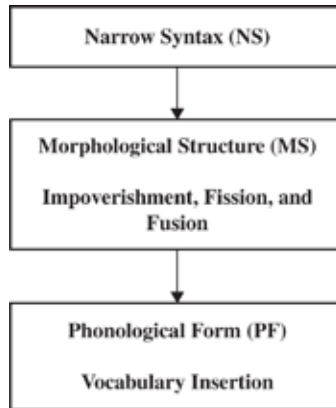 Narrow Syntax (NS)
Morphological Structure (MS)
Impoverishment, Fission, and
Fusion
Phonological Form (PF)
Vocabulary Insertion